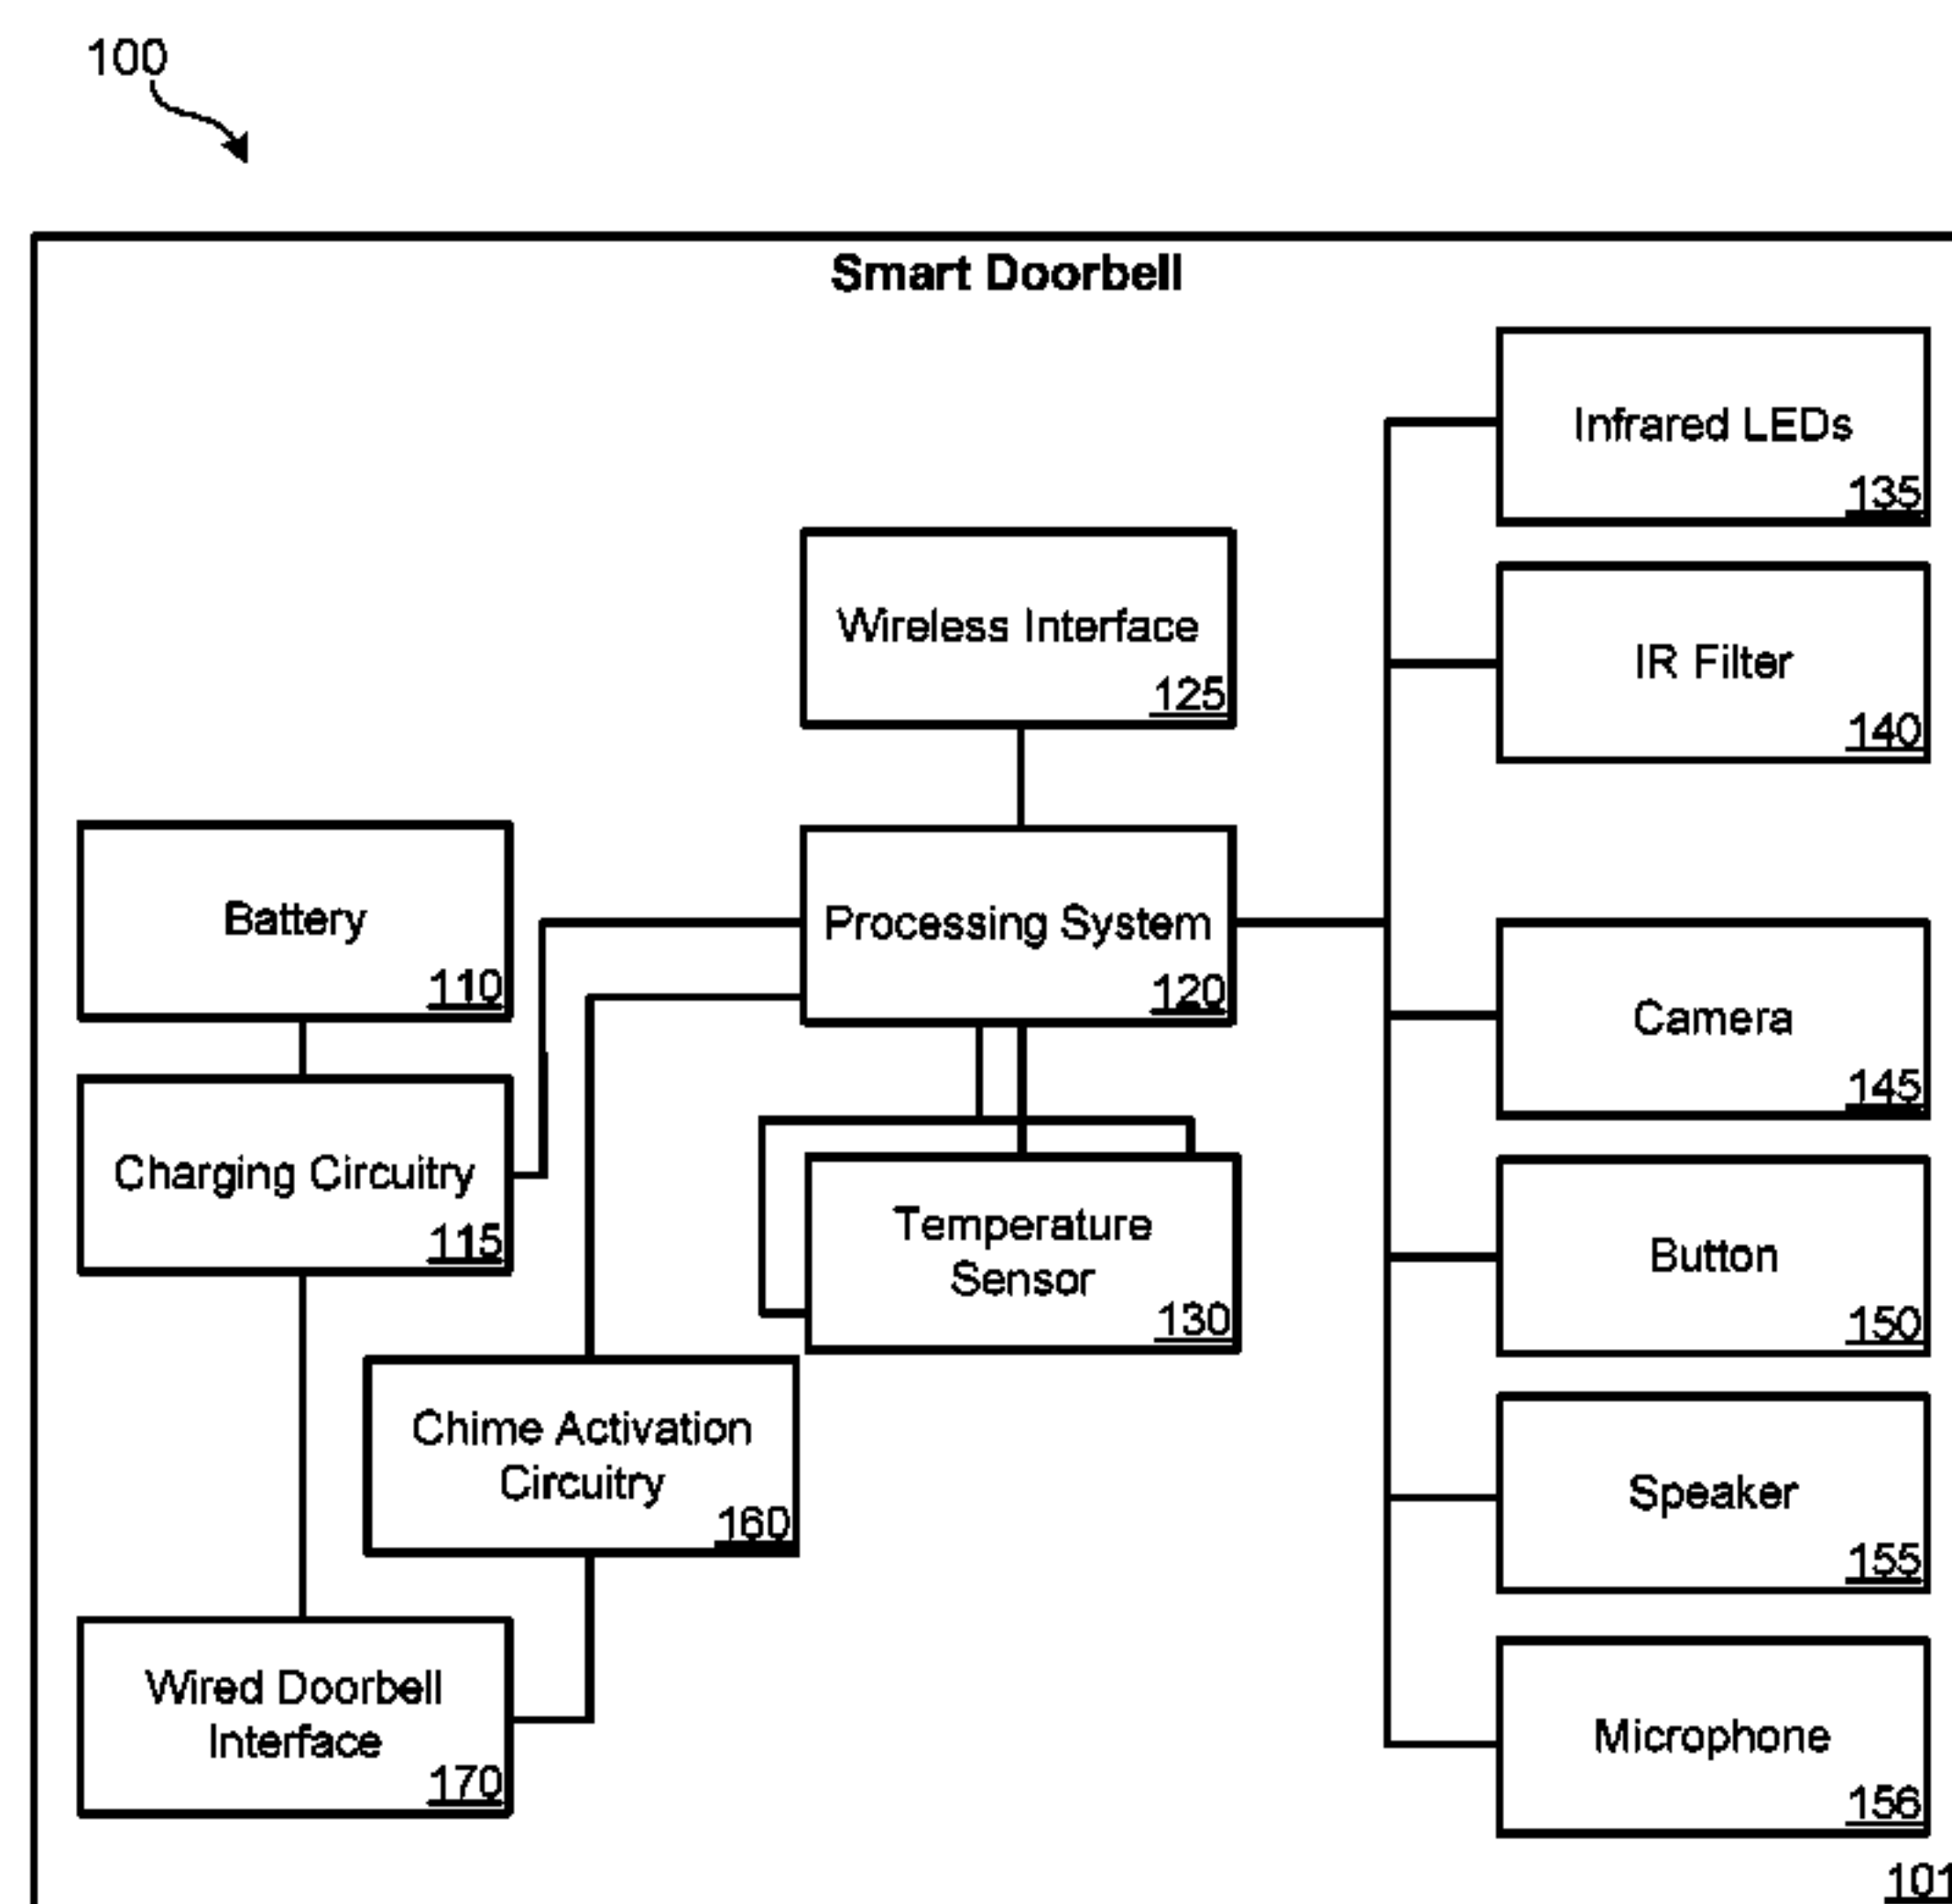 100
Smart Doorbell
Infrared LEDs
135
Wireless Interface
125
IR Filter
140
Battery
110
Processing System
120
Camera
145
Charging Circuitry
115
Temperature
Sensor
130
Button
150
Chime Activation
Circuitry
160
Speaker
155
Wired Doorbell
Interface
170
Microphone
156
101